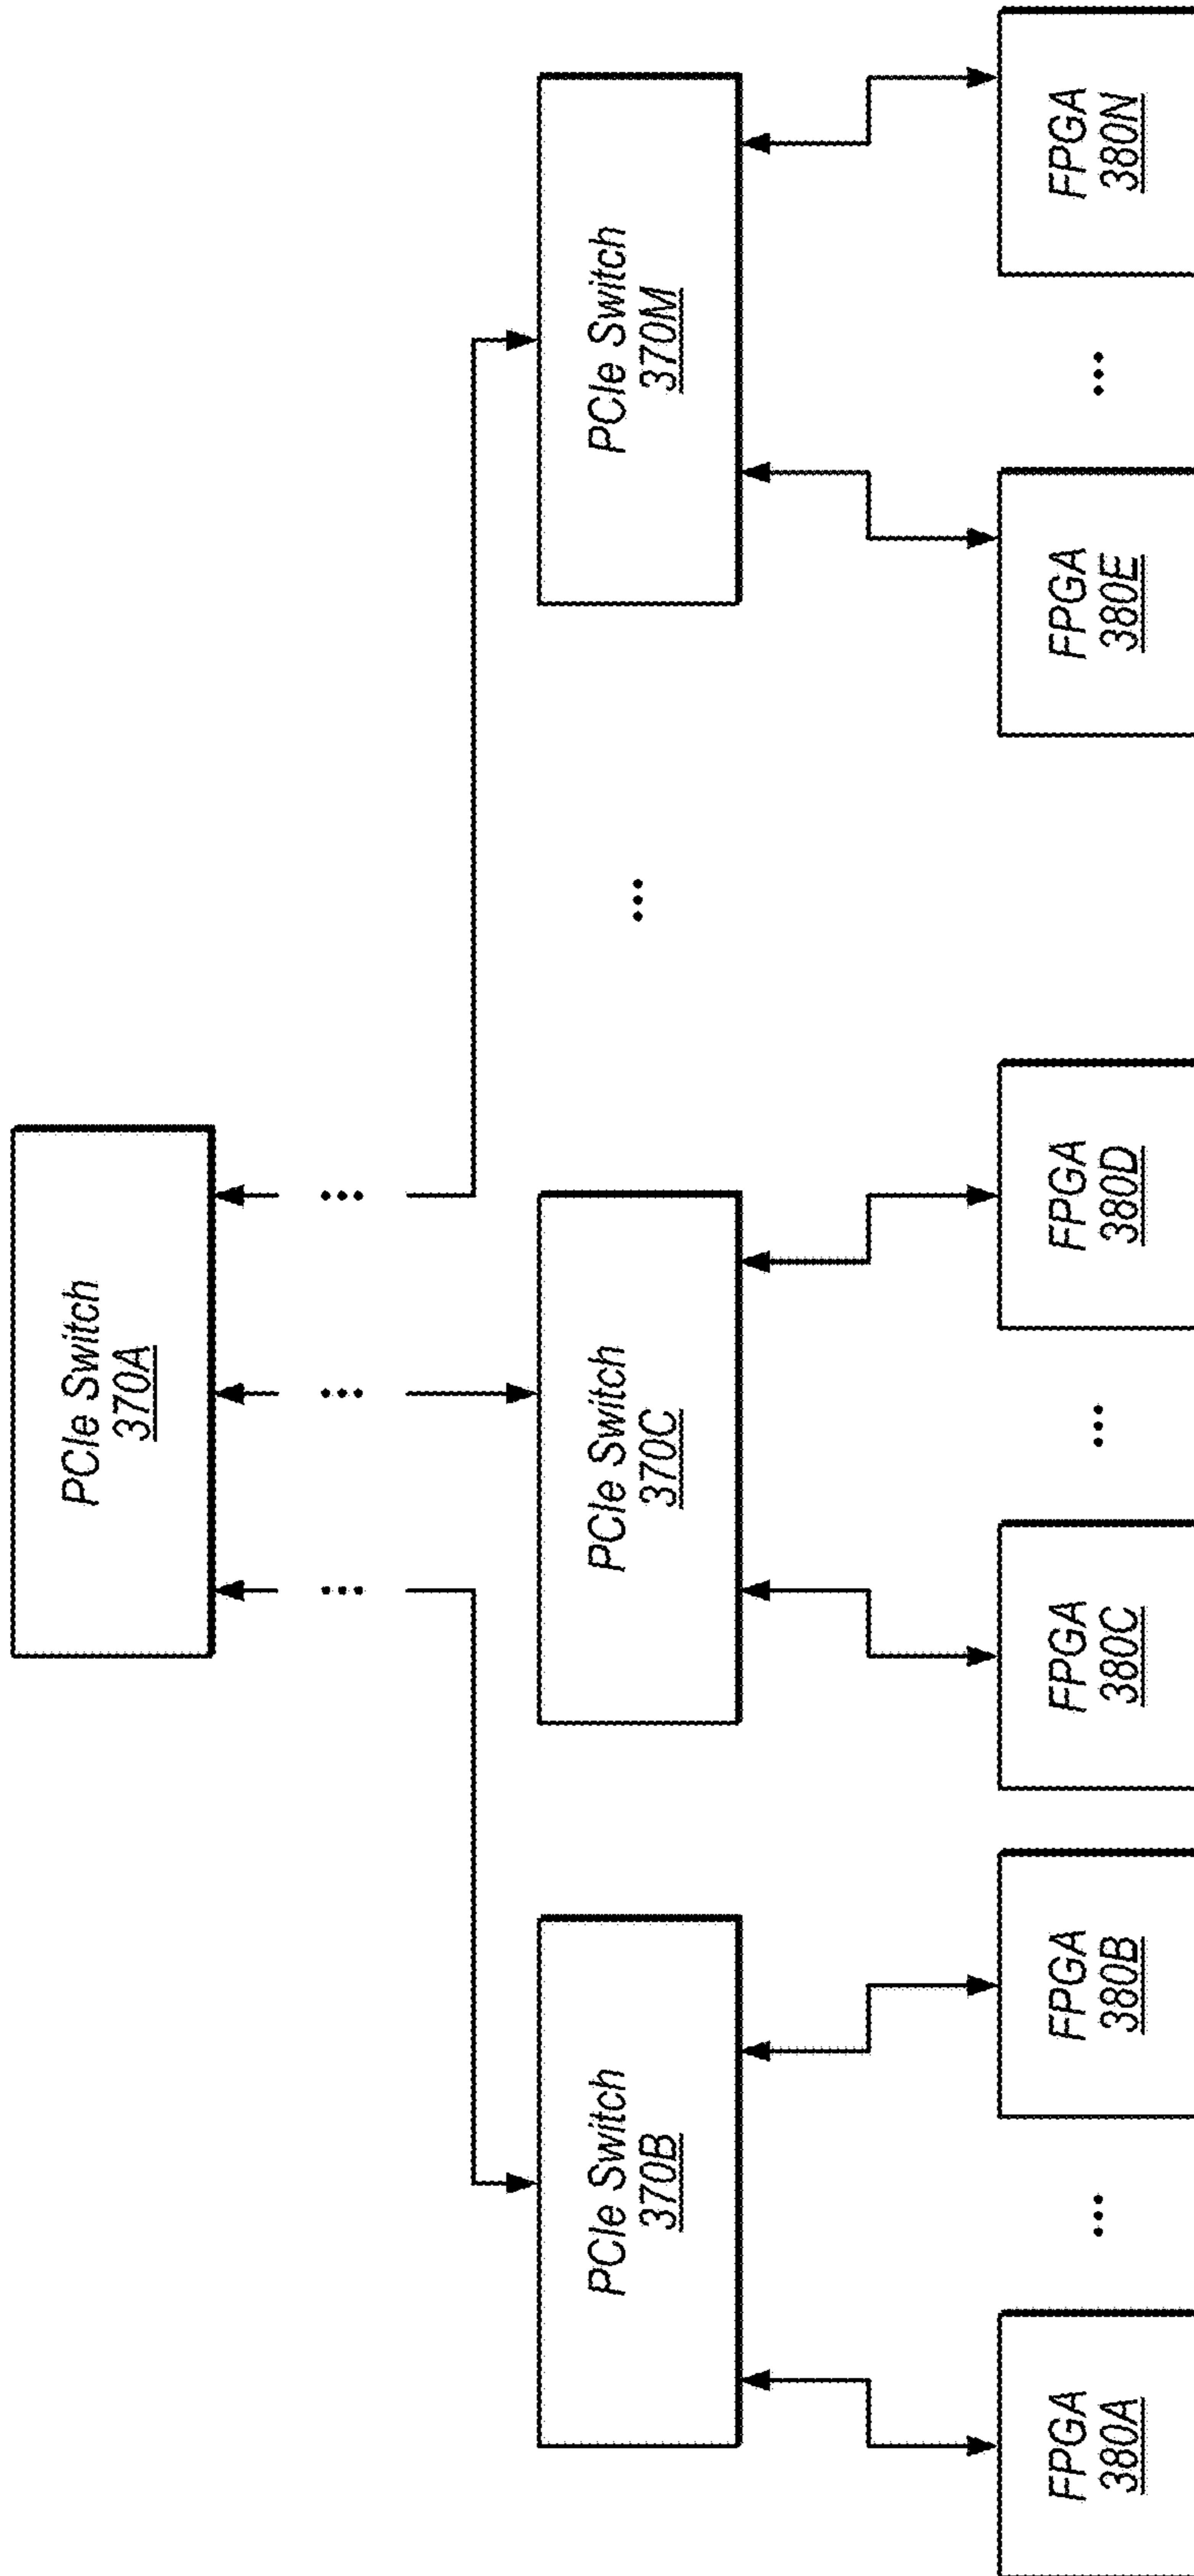 PCIe Switch
370A
...
...
...
PCIe Switch
370B
PCIe Switch
370C
...
PCIe Switch
370M
FPGA
380A
...
FPGA
380B
FPGA
380C
...
FPGA
380D
FPGA
380E
...
FPGA
380N